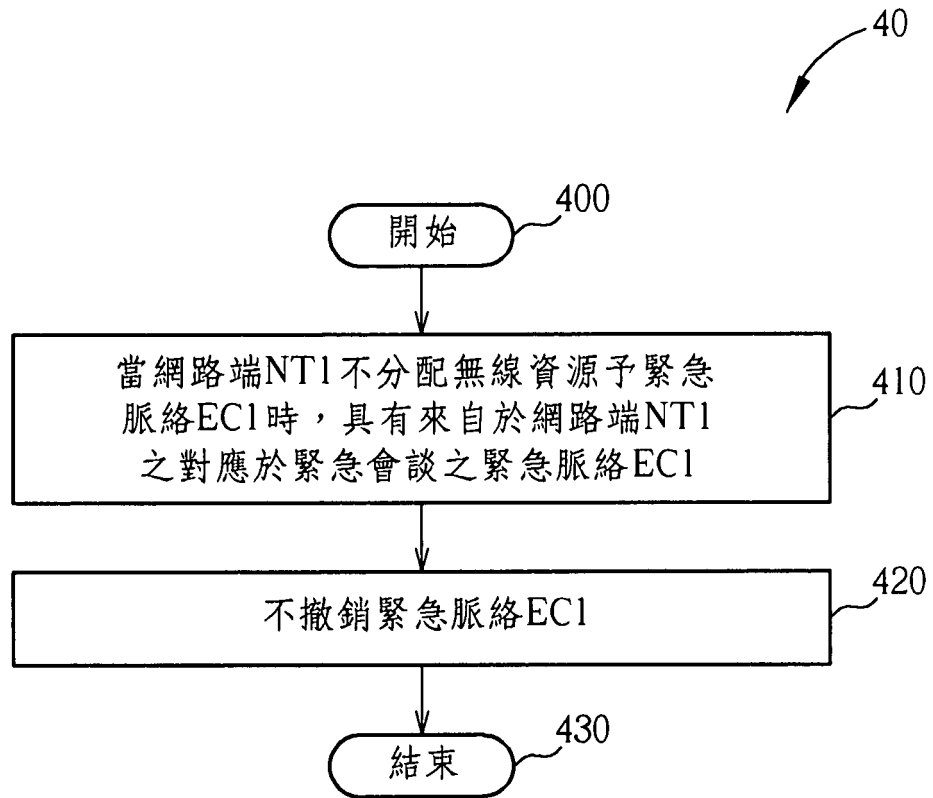 40
開始
400
當網路端NT1不分配無線資源予緊急
脈絡EC1時，具有來自於網路端NT1
之對應於緊急會談之緊急脈絡EC1
410
不撤銷緊急脈絡EC1
420
結束
430